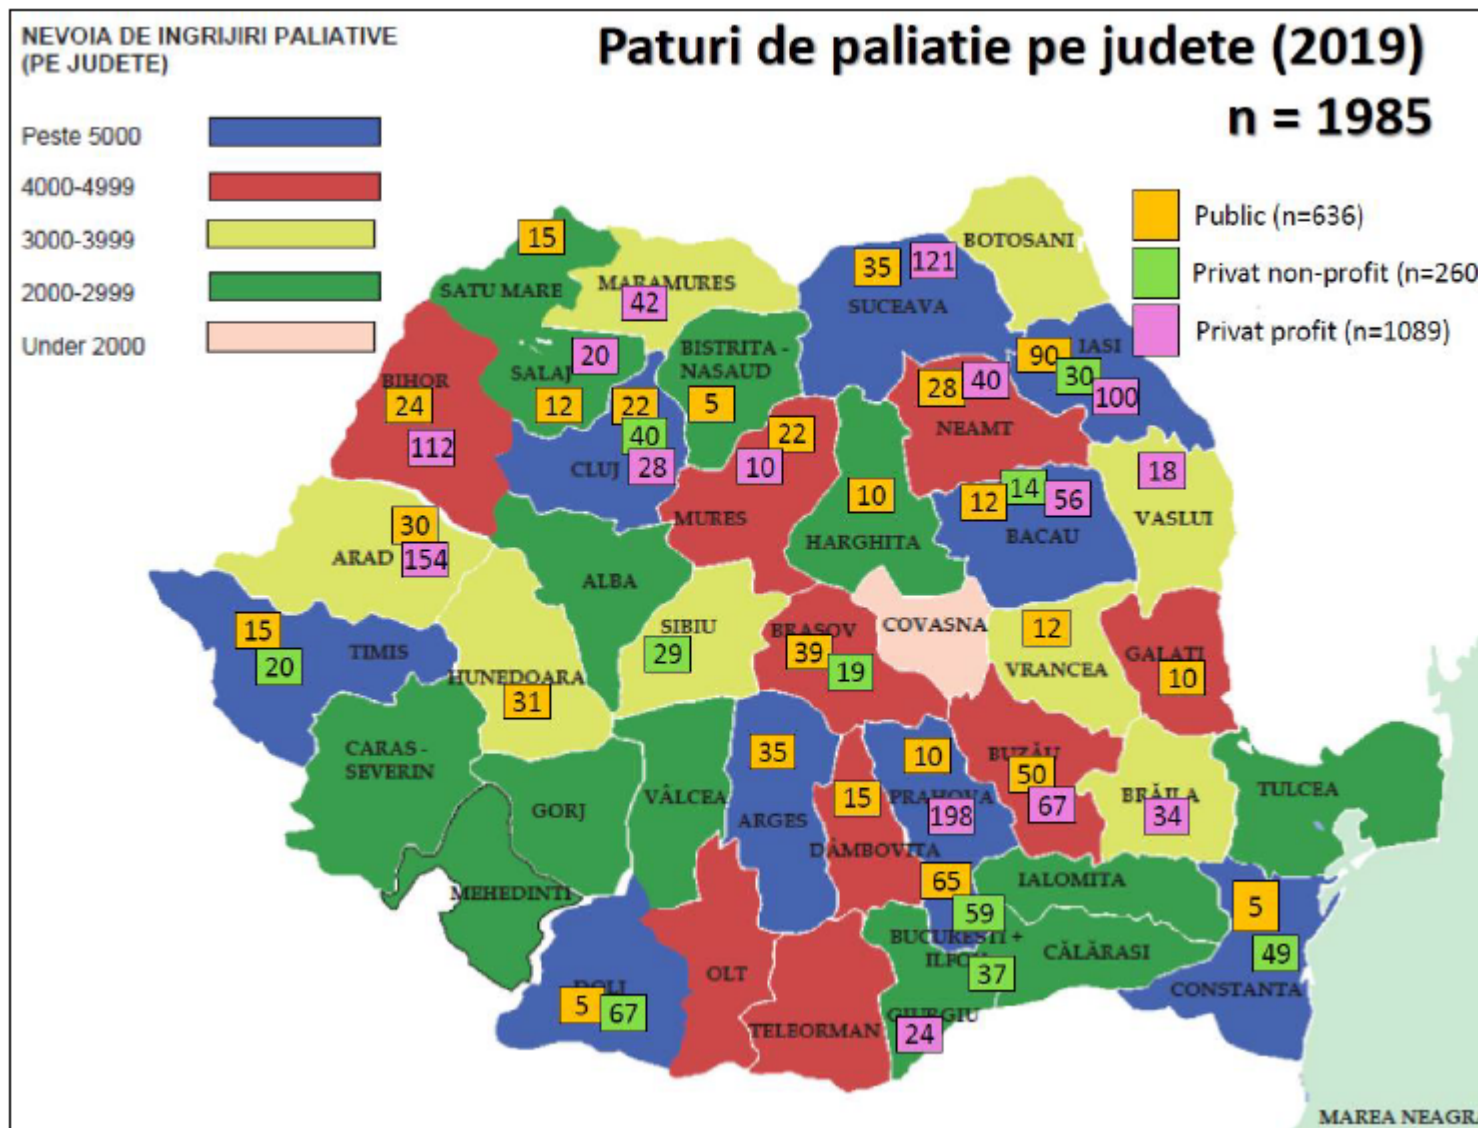 NEVOIA DE INGRIJIRI PALIATIVE
(PE JUDETE)
Paturi de paliatie pe judete (2019)
n = 1985
Peste 5000
4000-4999
3000-3999
2000-2999
Under 2000
Public (n=636)
Privat non-profit (n=260
Privat profit (n=1089)
15
SATU MARE
MARAMURES
42
35
121
SUCEAVA
BOTOSANI
90
IASI
30
100
BIHOR
24
112
20
SALAJ
12
22
40
CLUJ
28
BISTRITA -
NASAUD
5
28
40
NEAMT
22
10
MURES
10
HARGHITA
12
14
56
BACAU
18
VASLUI
30
ARAD
154
ALBA
15
20
TIMIS
HUNEDOARA
31
SIBIU
29
BRASOV
39
19
COVASNA
12
VRANCEA
GALATI
10
CARAS -
SEVERIN
GORJ
VÂLCEA
35
ARGES
15
DÂMBOVITA
10
PRAHOVA
198
BUZĂU
50
67
BRĂILA
34
TULCEA
MEHEDINTI
65
59
BUCURESTI +
ILFOV
37
IALOMITA
CĂLĂRASI
5
49
CONSTANTA
DOLJ
5
67
OLT
TELEORMAN
GIURGIU
24
MAREA NEAGR